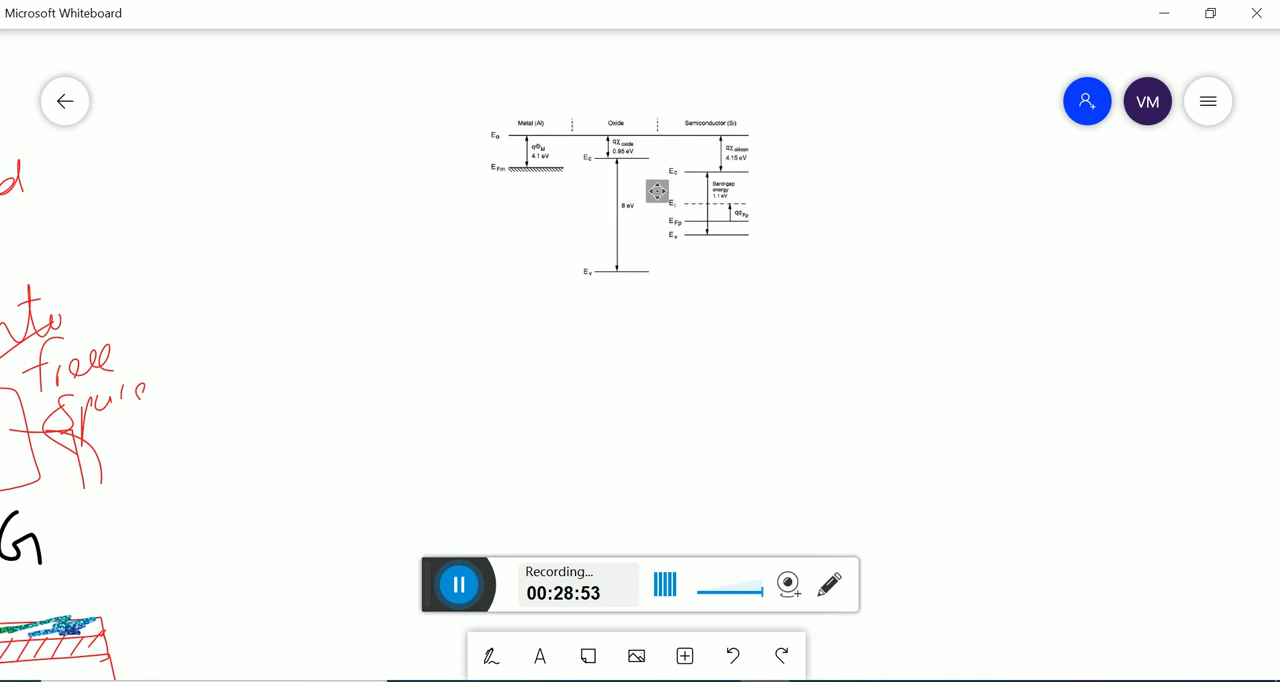 Microsoft Whiteboard
VM
Metal (Al) Oxide Semiconductor (Si)
E₀
qΦM
4.1 eV
EFm
qχoxide
0.95 eV
Ec
8 eV
Ev
qχsilicon
4.15 eV
Ec
Band-gap
energy
1.1 eV
Ei
qφFp
EFp
Ev
d
free
G
Recording...
00:28:53
A